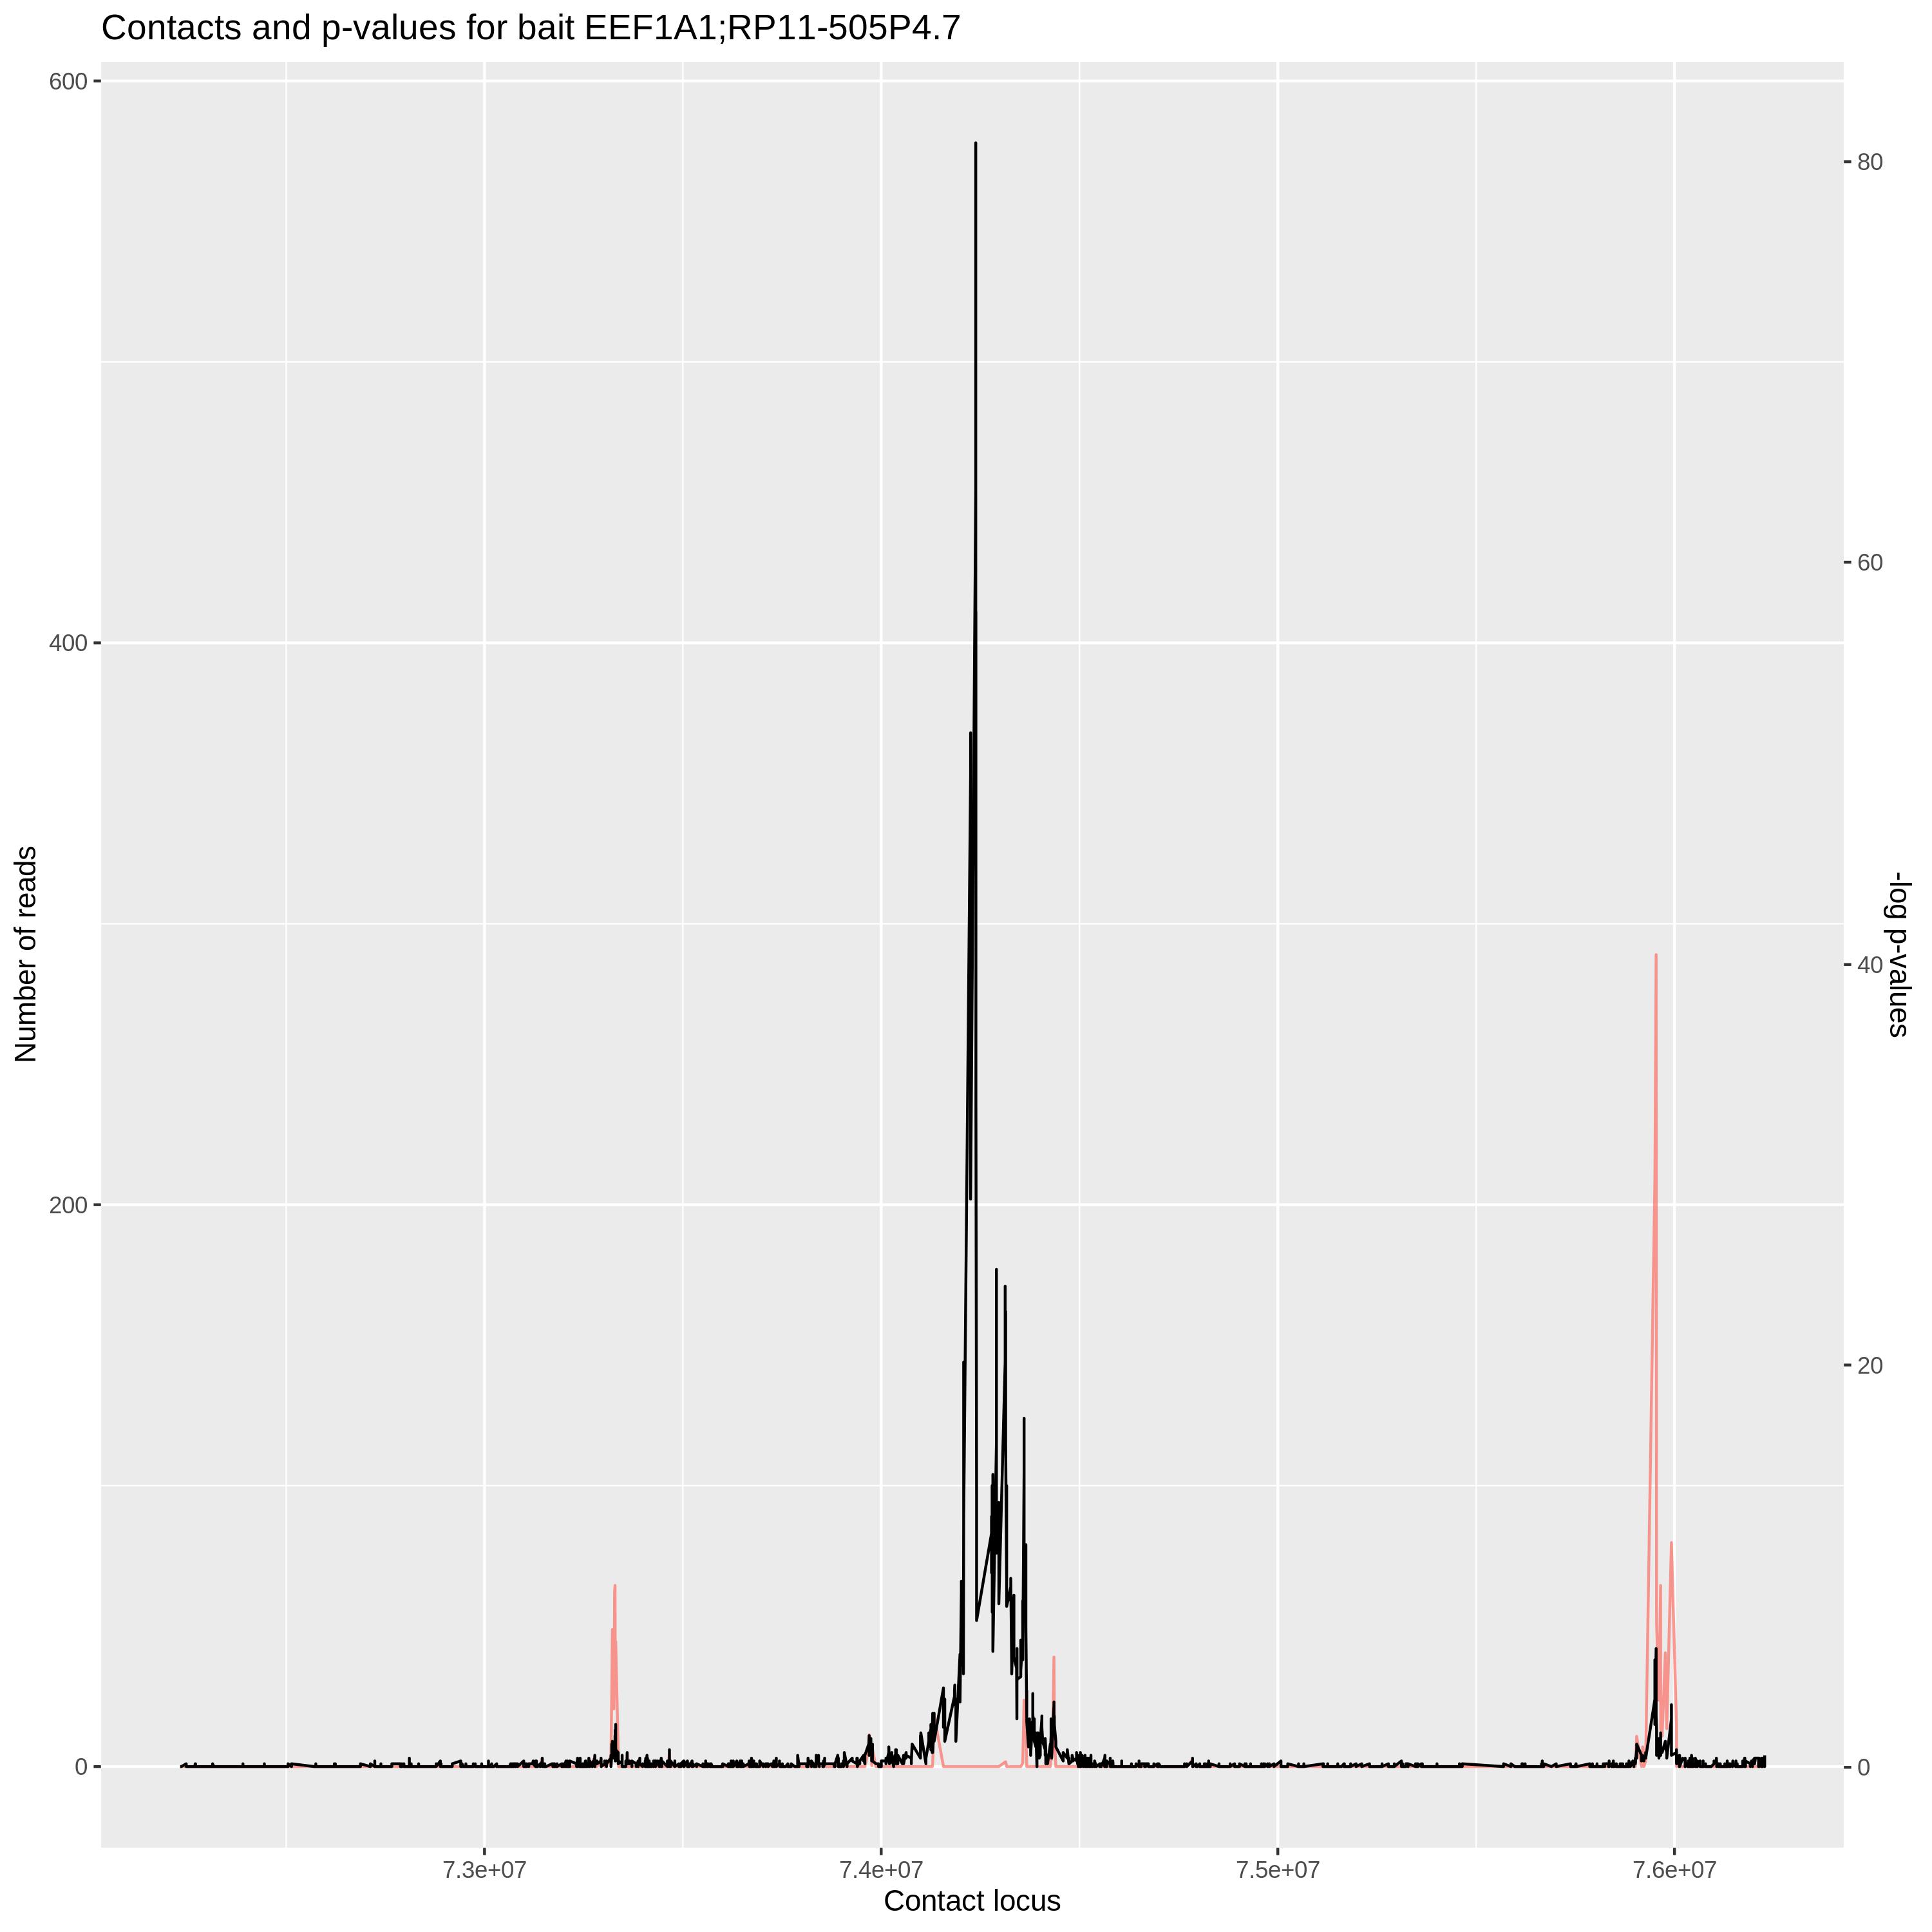 Contacts and p-values for bait EEF1A1;RP11-505P4.7
600
400
200
0
80
60
40
20
0
Number of reads
-log p-values
7.3e+07 7.4e+07 7.5e+07 7.6e+07
Contact locus